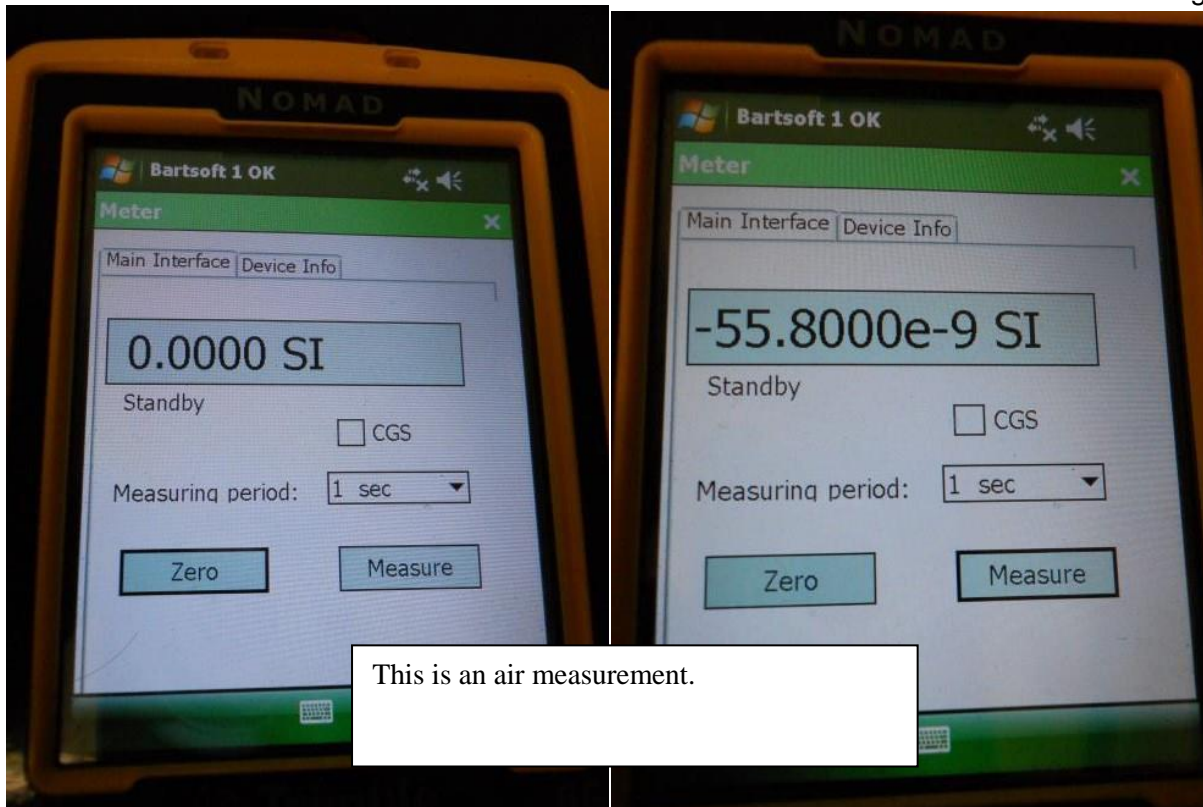 NOMAD
Bartsoft 1 OK
Meter
Main Interface Device Info
0.0000 SI
Standby
CGS
Measuring period: 1 sec
Zero Measure
NOMAD
Bartsoft 1 OK
Meter
Main Interface Device Info
-55.8000e-9 SI
Standby
CGS
Measuring period: 1 sec
Zero Measure
This is an air measurement.